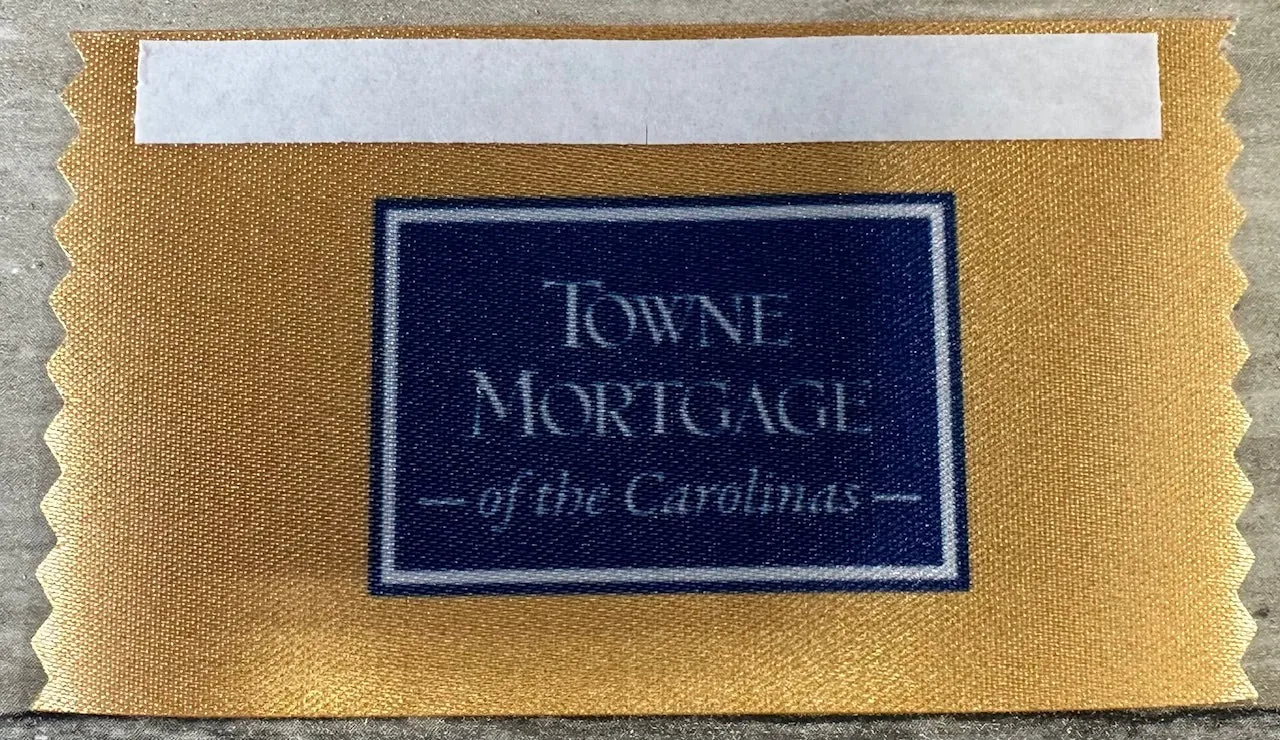 TOWNE
MORTGAGE
— of the Carolinas —